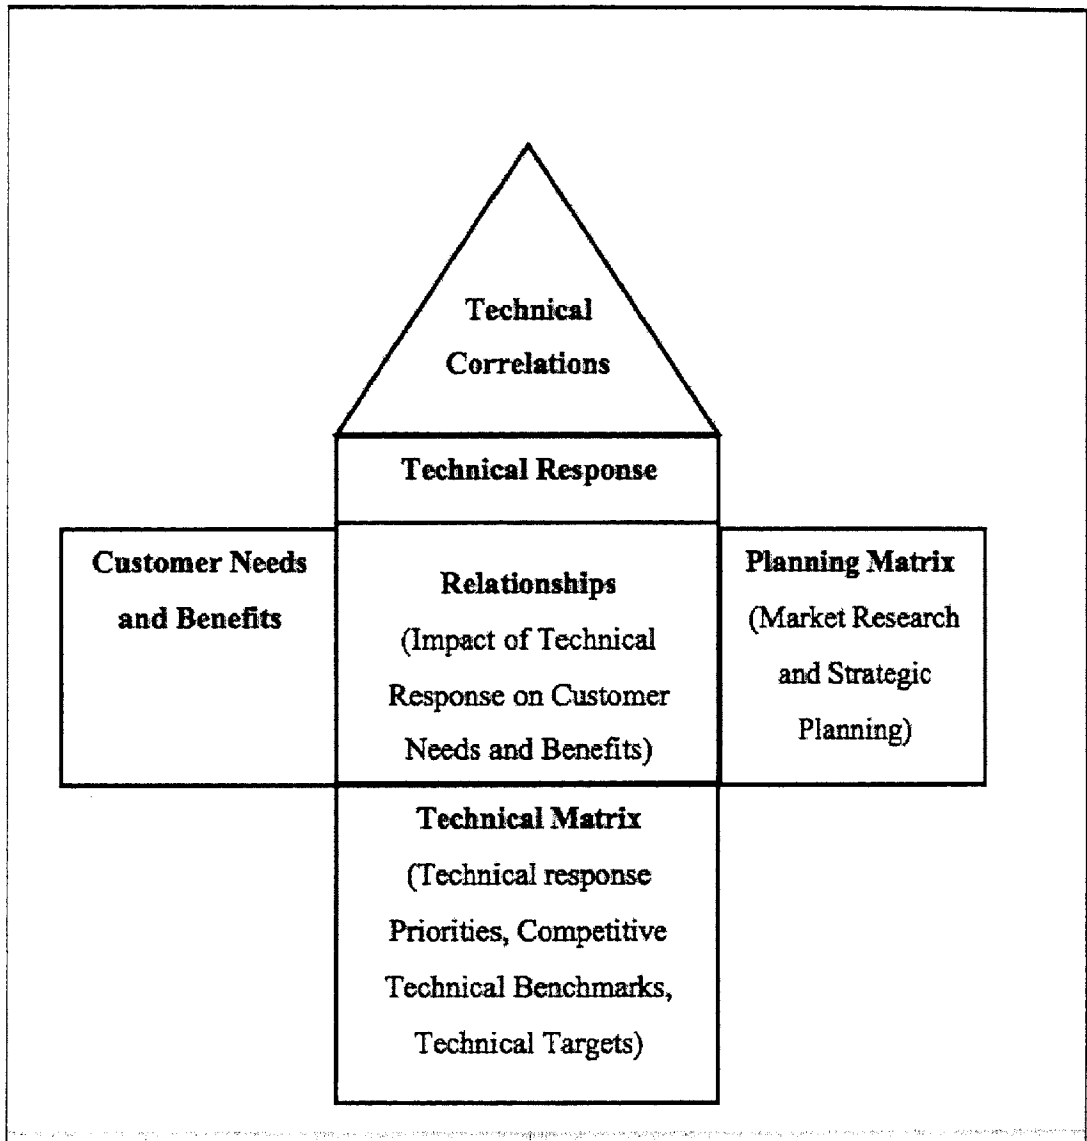 Technical
Correlations
Technical Response
Customer Needs
and Benefits
Relationships
(Impact of Technical
Response on Customer
Needs and Benefits)
Planning Matrix
(Market Research
and Strategic
Planning)
Technical Matrix
(Technical response
Priorities, Competitive
Technical Benchmarks,
Technical Targets)